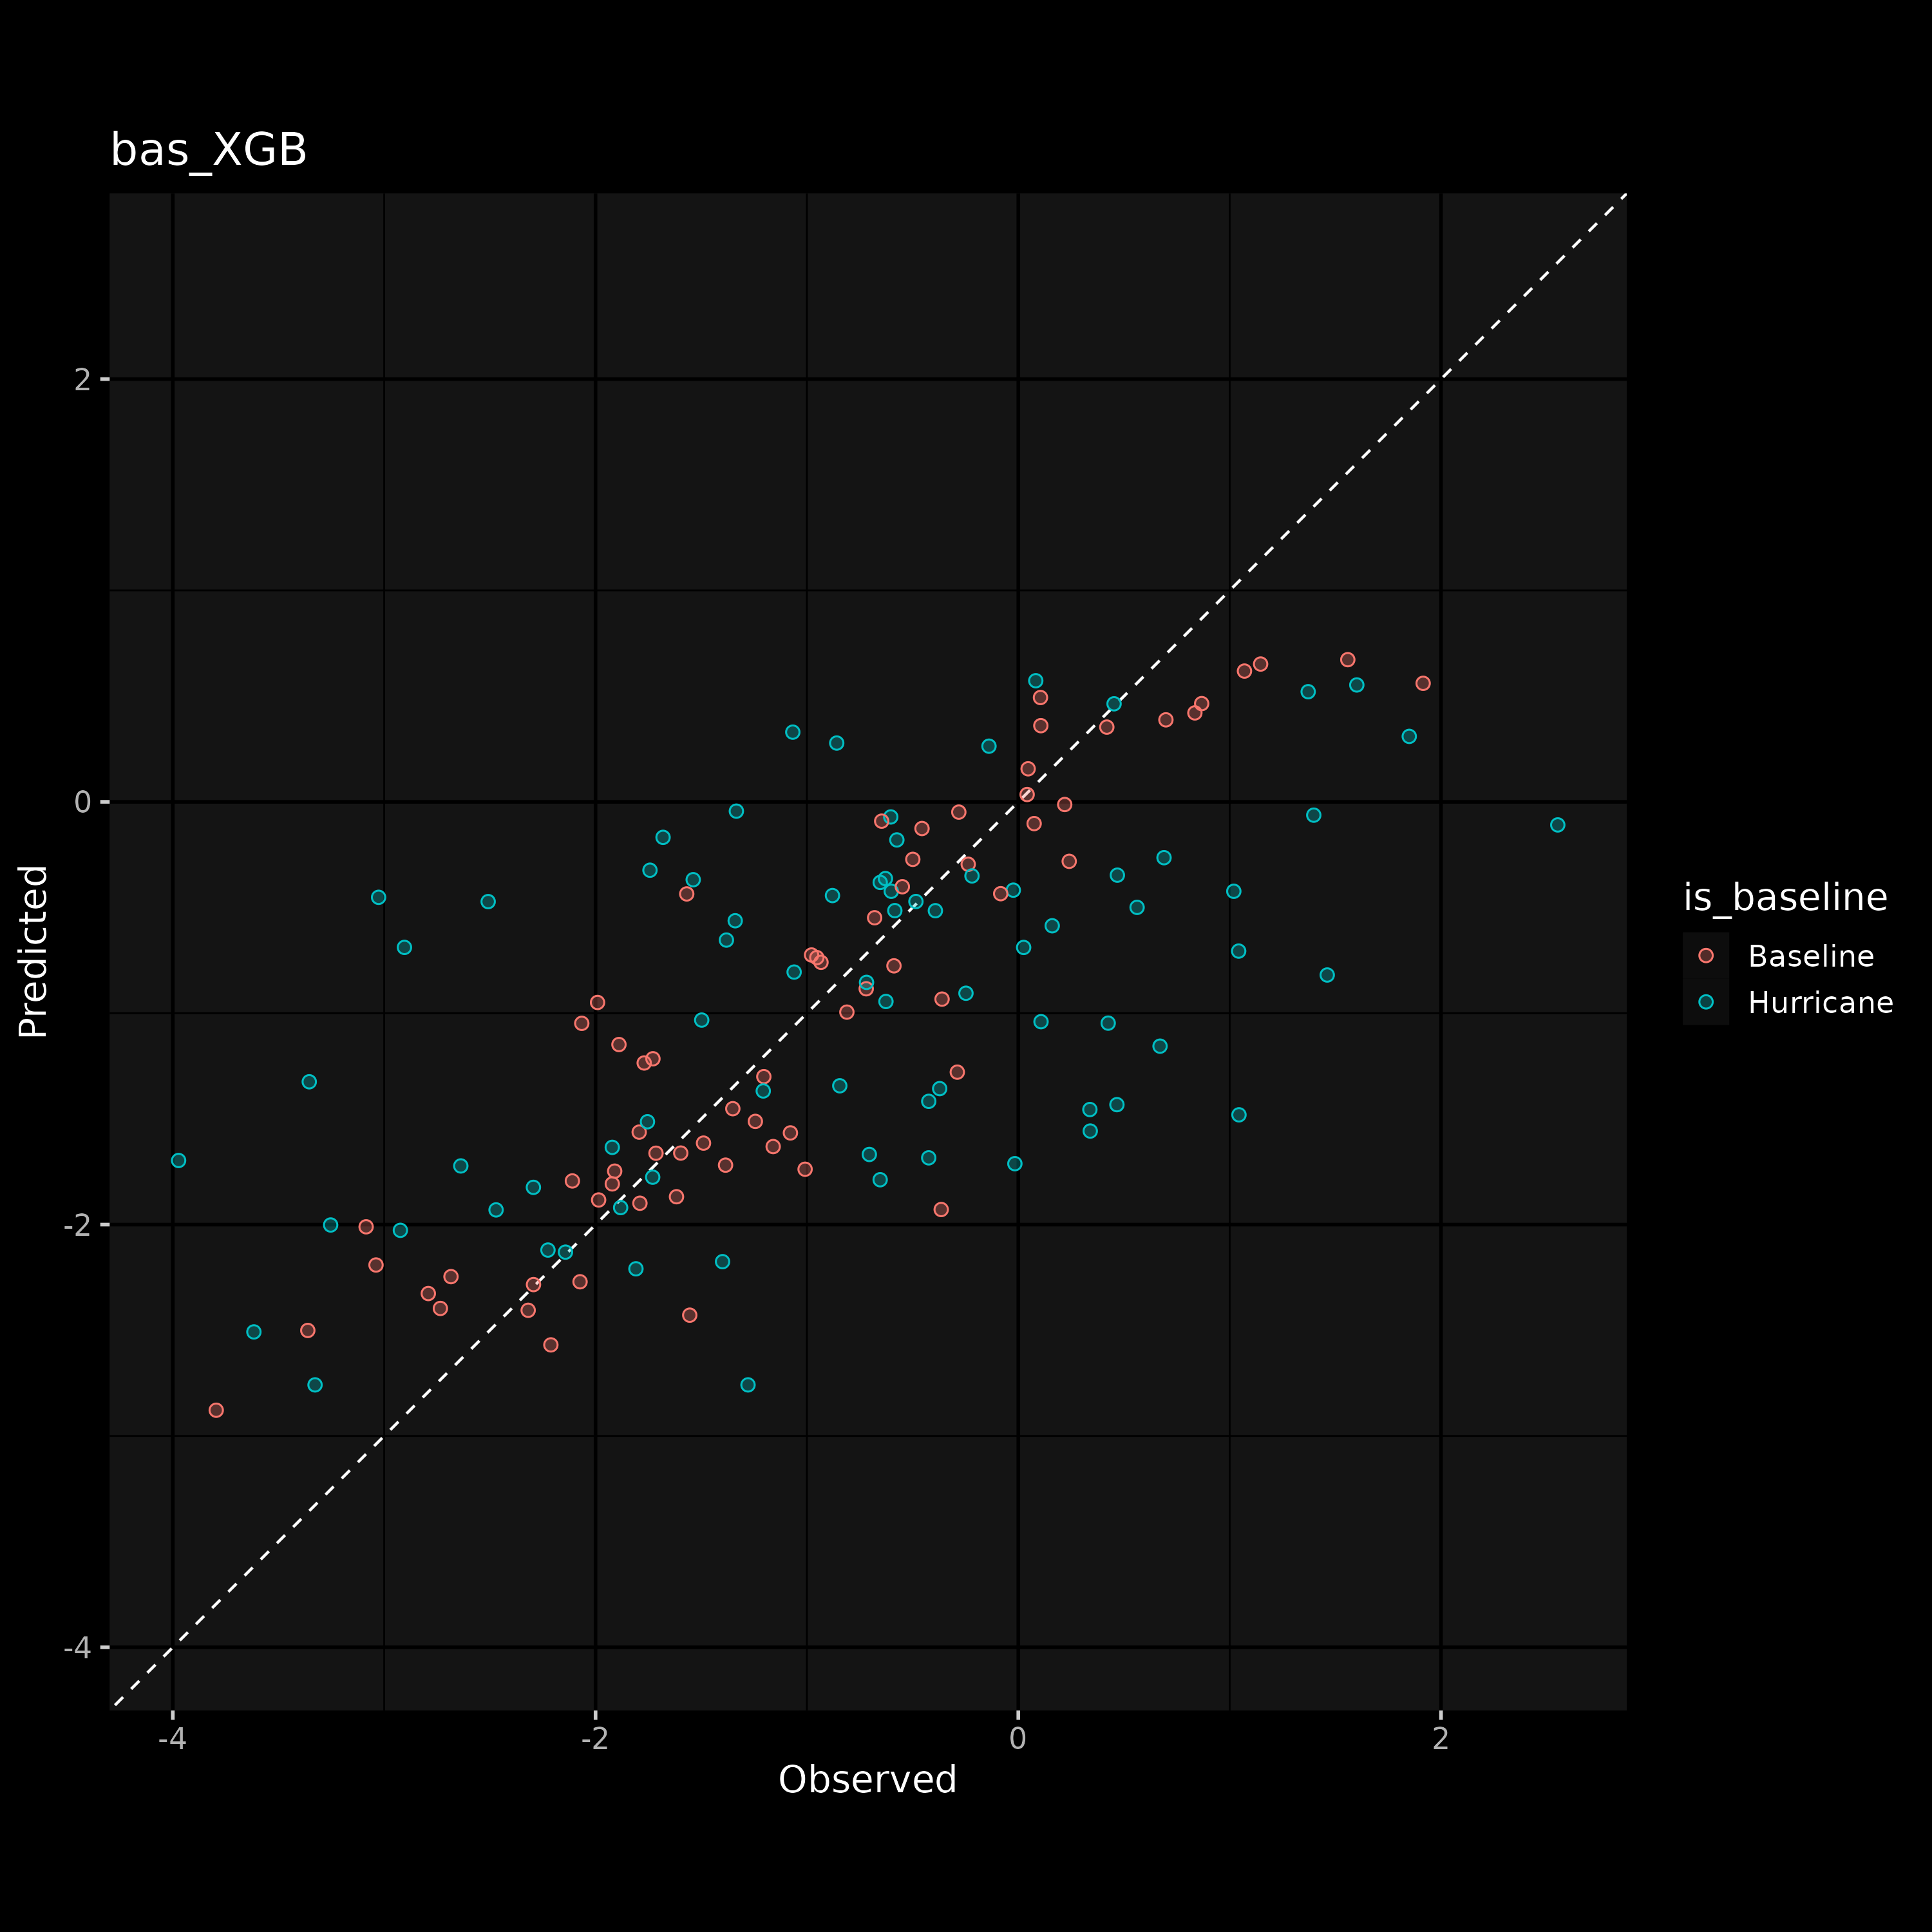 bas_XGB
2
0
-2
-4
Predicted
-4
-2
0
2
Observed
is_baseline
Baseline
Hurricane